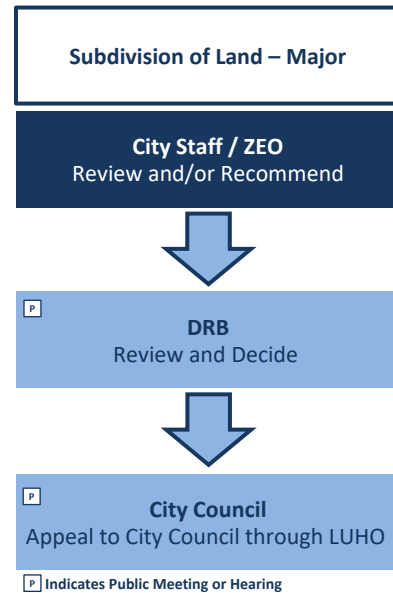 Subdivision of Land – Major
City Staff / ZEO
Review and/or Recommend
P
DRB
Review and Decide
P
City Council
Appeal to City Council through LUHO
P Indicates Public Meeting or Hearing